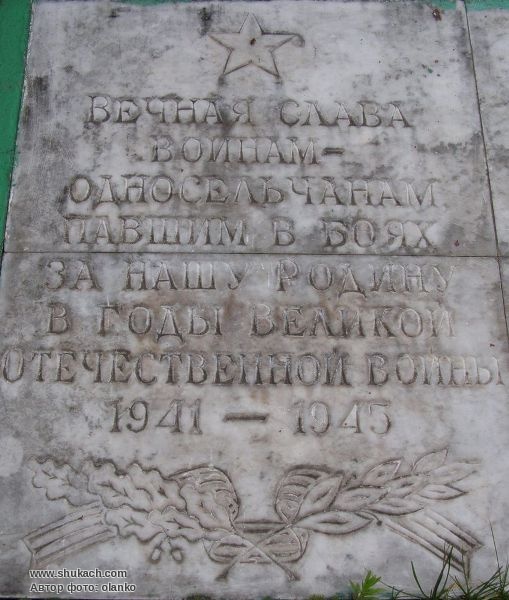 Вечная слава
воинам-
односельчанам
павшим в боях
за нашу Родину
в годы Великой
Отечественной войны
1941 — 1945
www.shukach.com
Автор фото: olanko